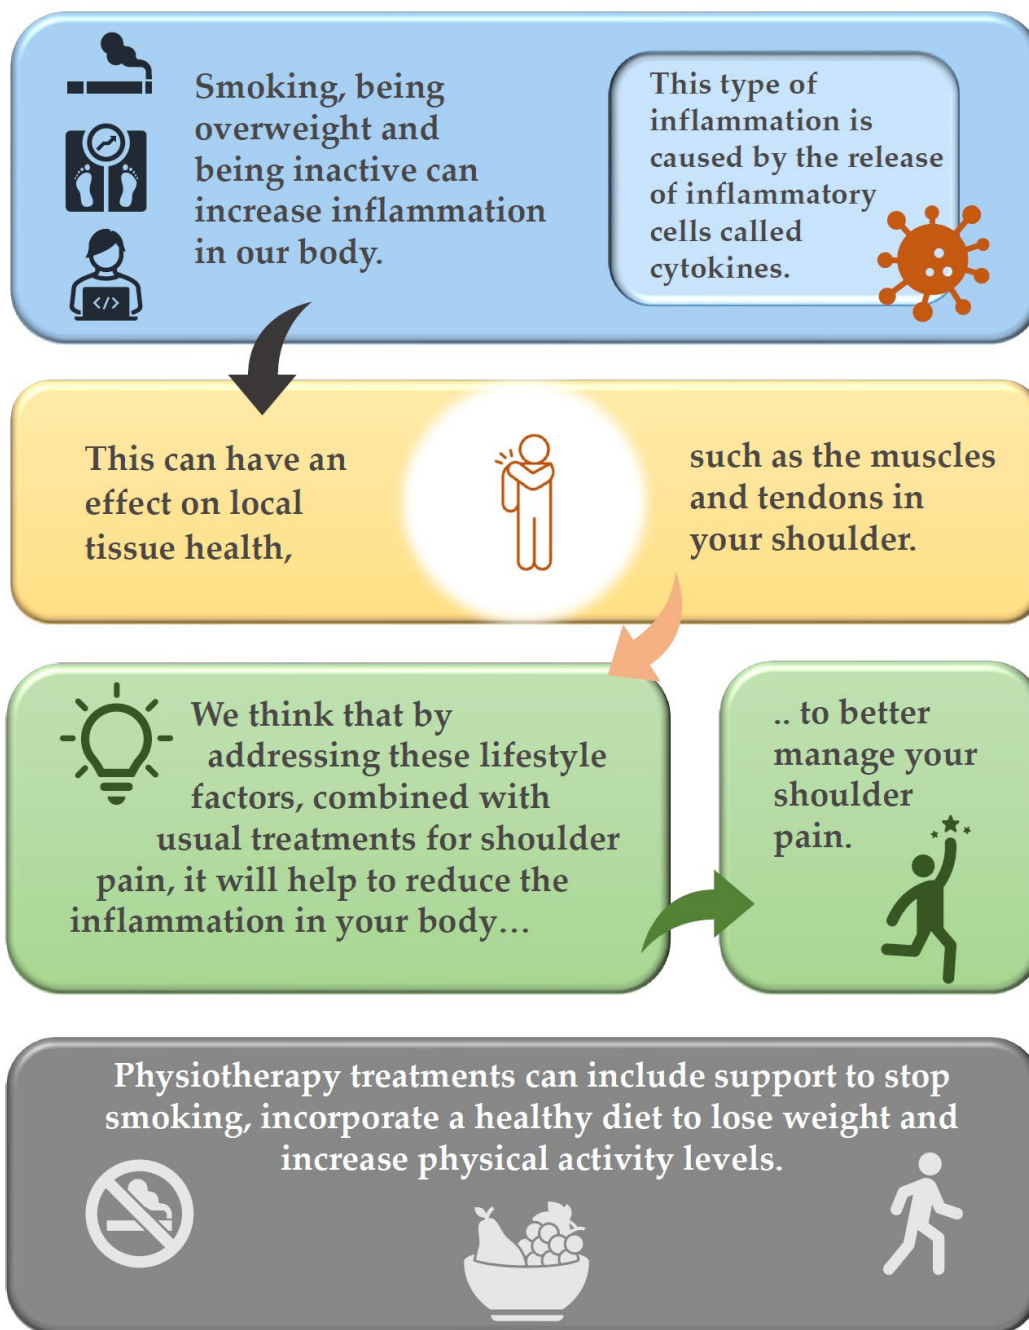 Smoking, being
overweight and
being inactive can
increase inflammation
in our body.
This type of
inflammation is
caused by the release
of inflammatory
cells called
cytokines.
</>
This can have an
effect on local
tissue health,
such as the muscles
and tendons in
your shoulder.
We think that by
addressing these lifestyle
factors, combined with
usual treatments for shoulder
pain, it will help to reduce the
inflammation in your body…
.. to better
manage your
shoulder
pain.
Physiotherapy treatments can include support to stop
smoking, incorporate a healthy diet to lose weight and
increase physical activity levels.